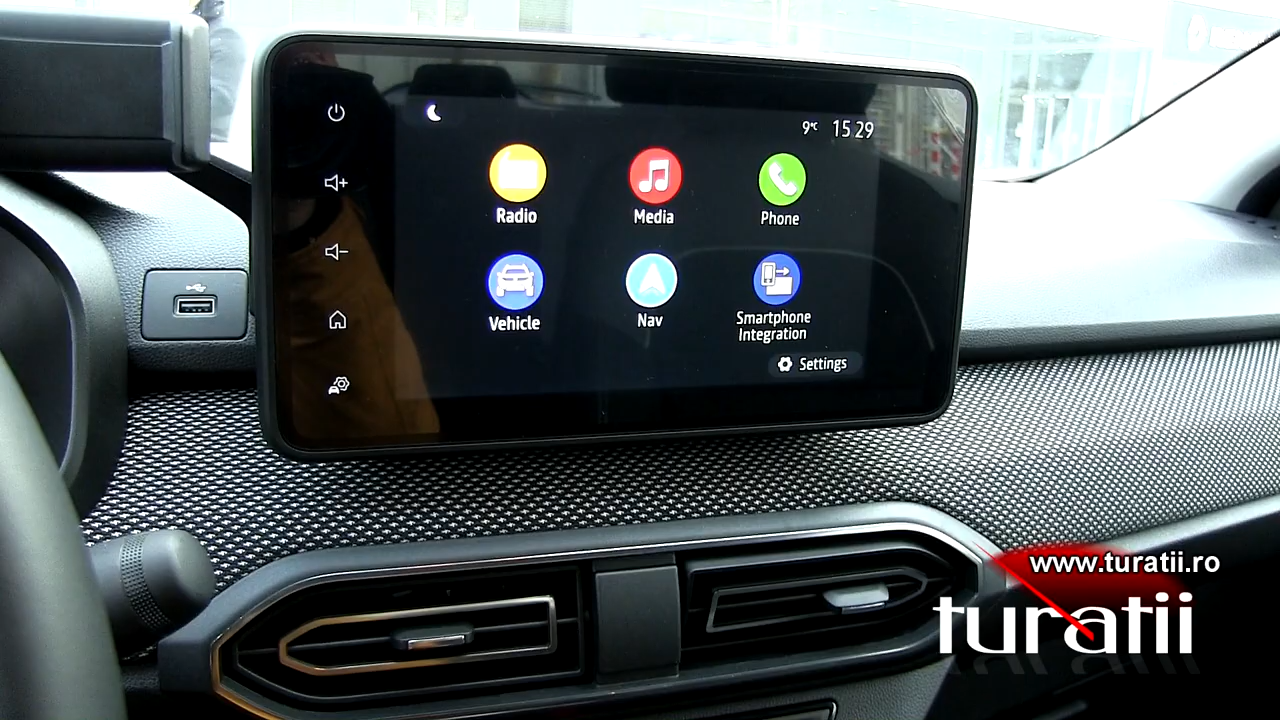 9°C 15 29
Radio
Media
Phone
Vehicle
Nav
Smartphone
Integration
Settings
www.turatii.ro
turatii